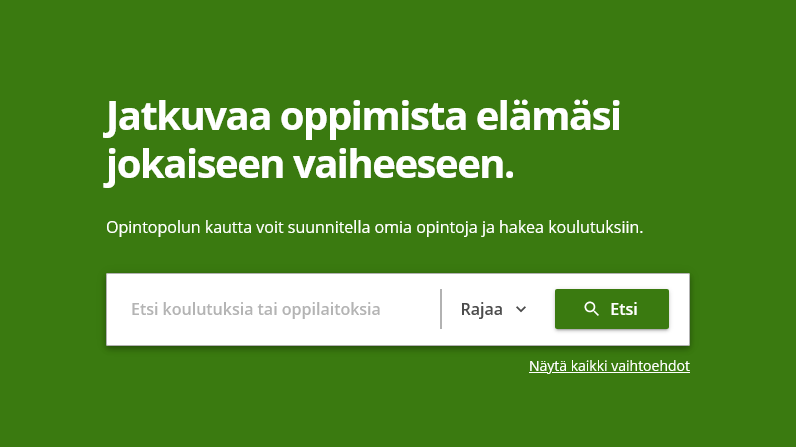 Jatkuvaa oppimista elämäsi
jokaiseen vaiheeseen.
Opintopolun kautta voit suunnitella omia opintoja ja hakea koulutuksiin.
Etsi koulutuksia tai oppilaitoksia
Rajaa
Etsi
Näytä kaikki vaihtoehdot